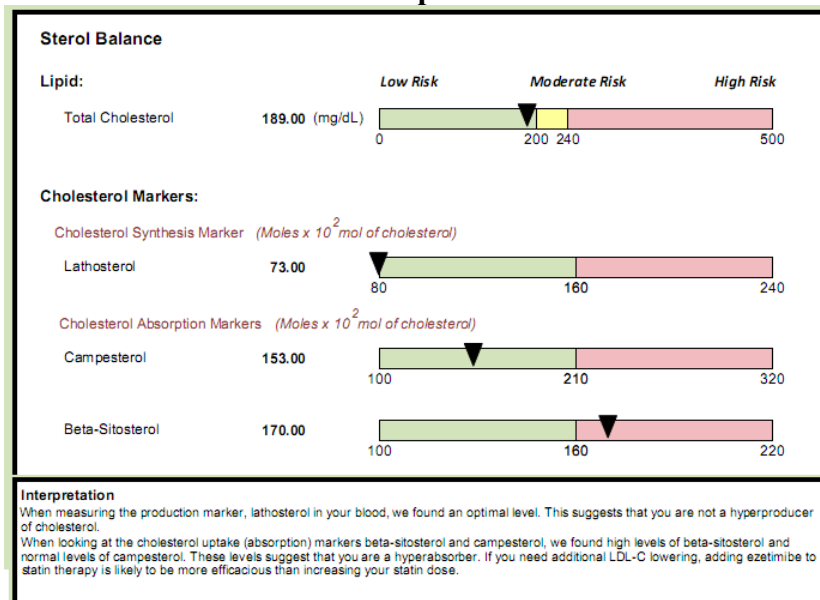 Sterol Balance
Lipid: Low Risk Moderate Risk High Risk
Total Cholesterol 189.00 (mg/dL)
0 200 240 500
Cholesterol Markers:
Cholesterol Synthesis Marker (Moles x 10² mol of cholesterol)
Lathosterol 73.00
80 160 240
Cholesterol Absorption Markers (Moles x 10² mol of cholesterol)
Campesterol 153.00
100 210 320
Beta-Sitosterol 170.00
100 160 220
Interpretation
When measuring the production marker, lathosterol in your blood, we found an optimal level. This suggests that you are not a hyperproducer
of cholesterol.
When looking at the cholesterol uptake (absorption) markers beta-sitosterol and campesterol, we found high levels of beta-sitosterol and
normal levels of campesterol. These levels suggest that you are a hyperabsorber. If you need additional LDL-C lowering, adding ezetimibe to
statin therapy is likely to be more efficacious than increasing your statin dose.